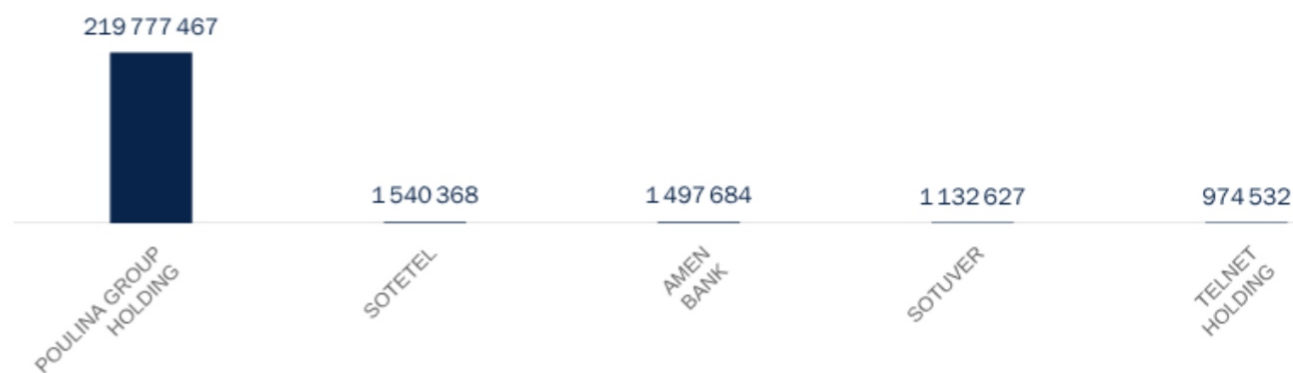 219 777 467
1 540 368
1 497 684
1 132 627
974 532
POULINA GROUP
HOLDING
SOTETEL
AMEN
BANK
SOTUVER
TELNET
HOLDING